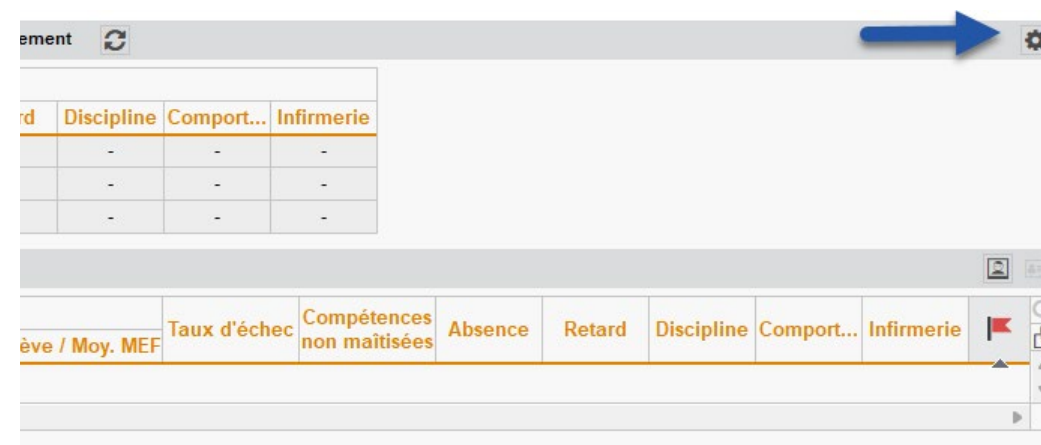 ement
rd Discipline Comport... Infirmerie
- - -
- - -
- - -
Taux d'échec Compétences non maîtisées Absence Retard Discipline Comport... Infirmerie
ève / Moy. MEF